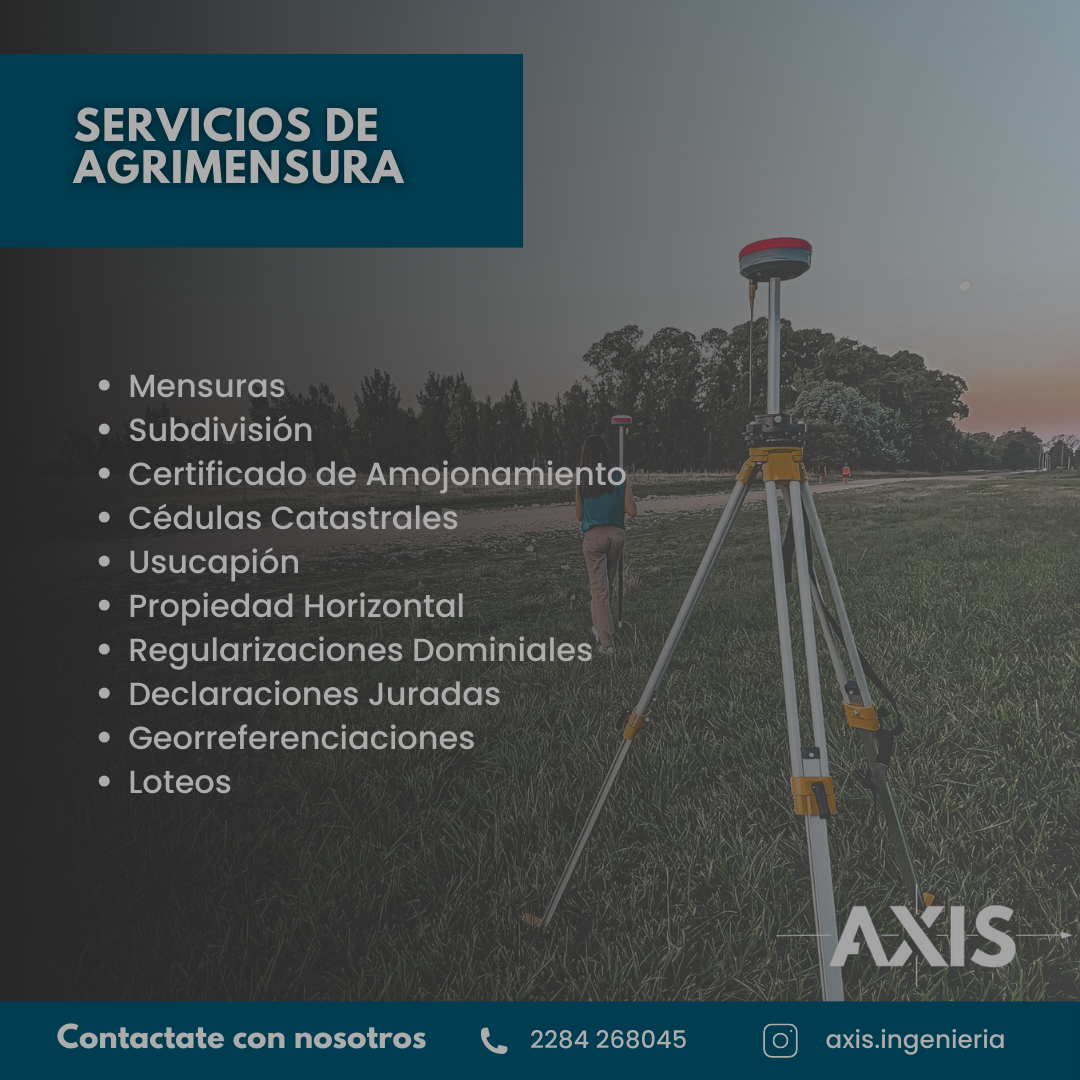 SERVICIOS DE
AGRIMENSURA
• Mensuras
• Subdivisión
• Certificado de Amojonamiento
• Cédulas Catastrales
• Usucapión
• Propiedad Horizontal
• Regularizaciones Dominiales
• Declaraciones Juradas
• Georreferenciaciones
• Loteos
AXIS
Contactate con nosotros 2284 268045 axis.ingenieria